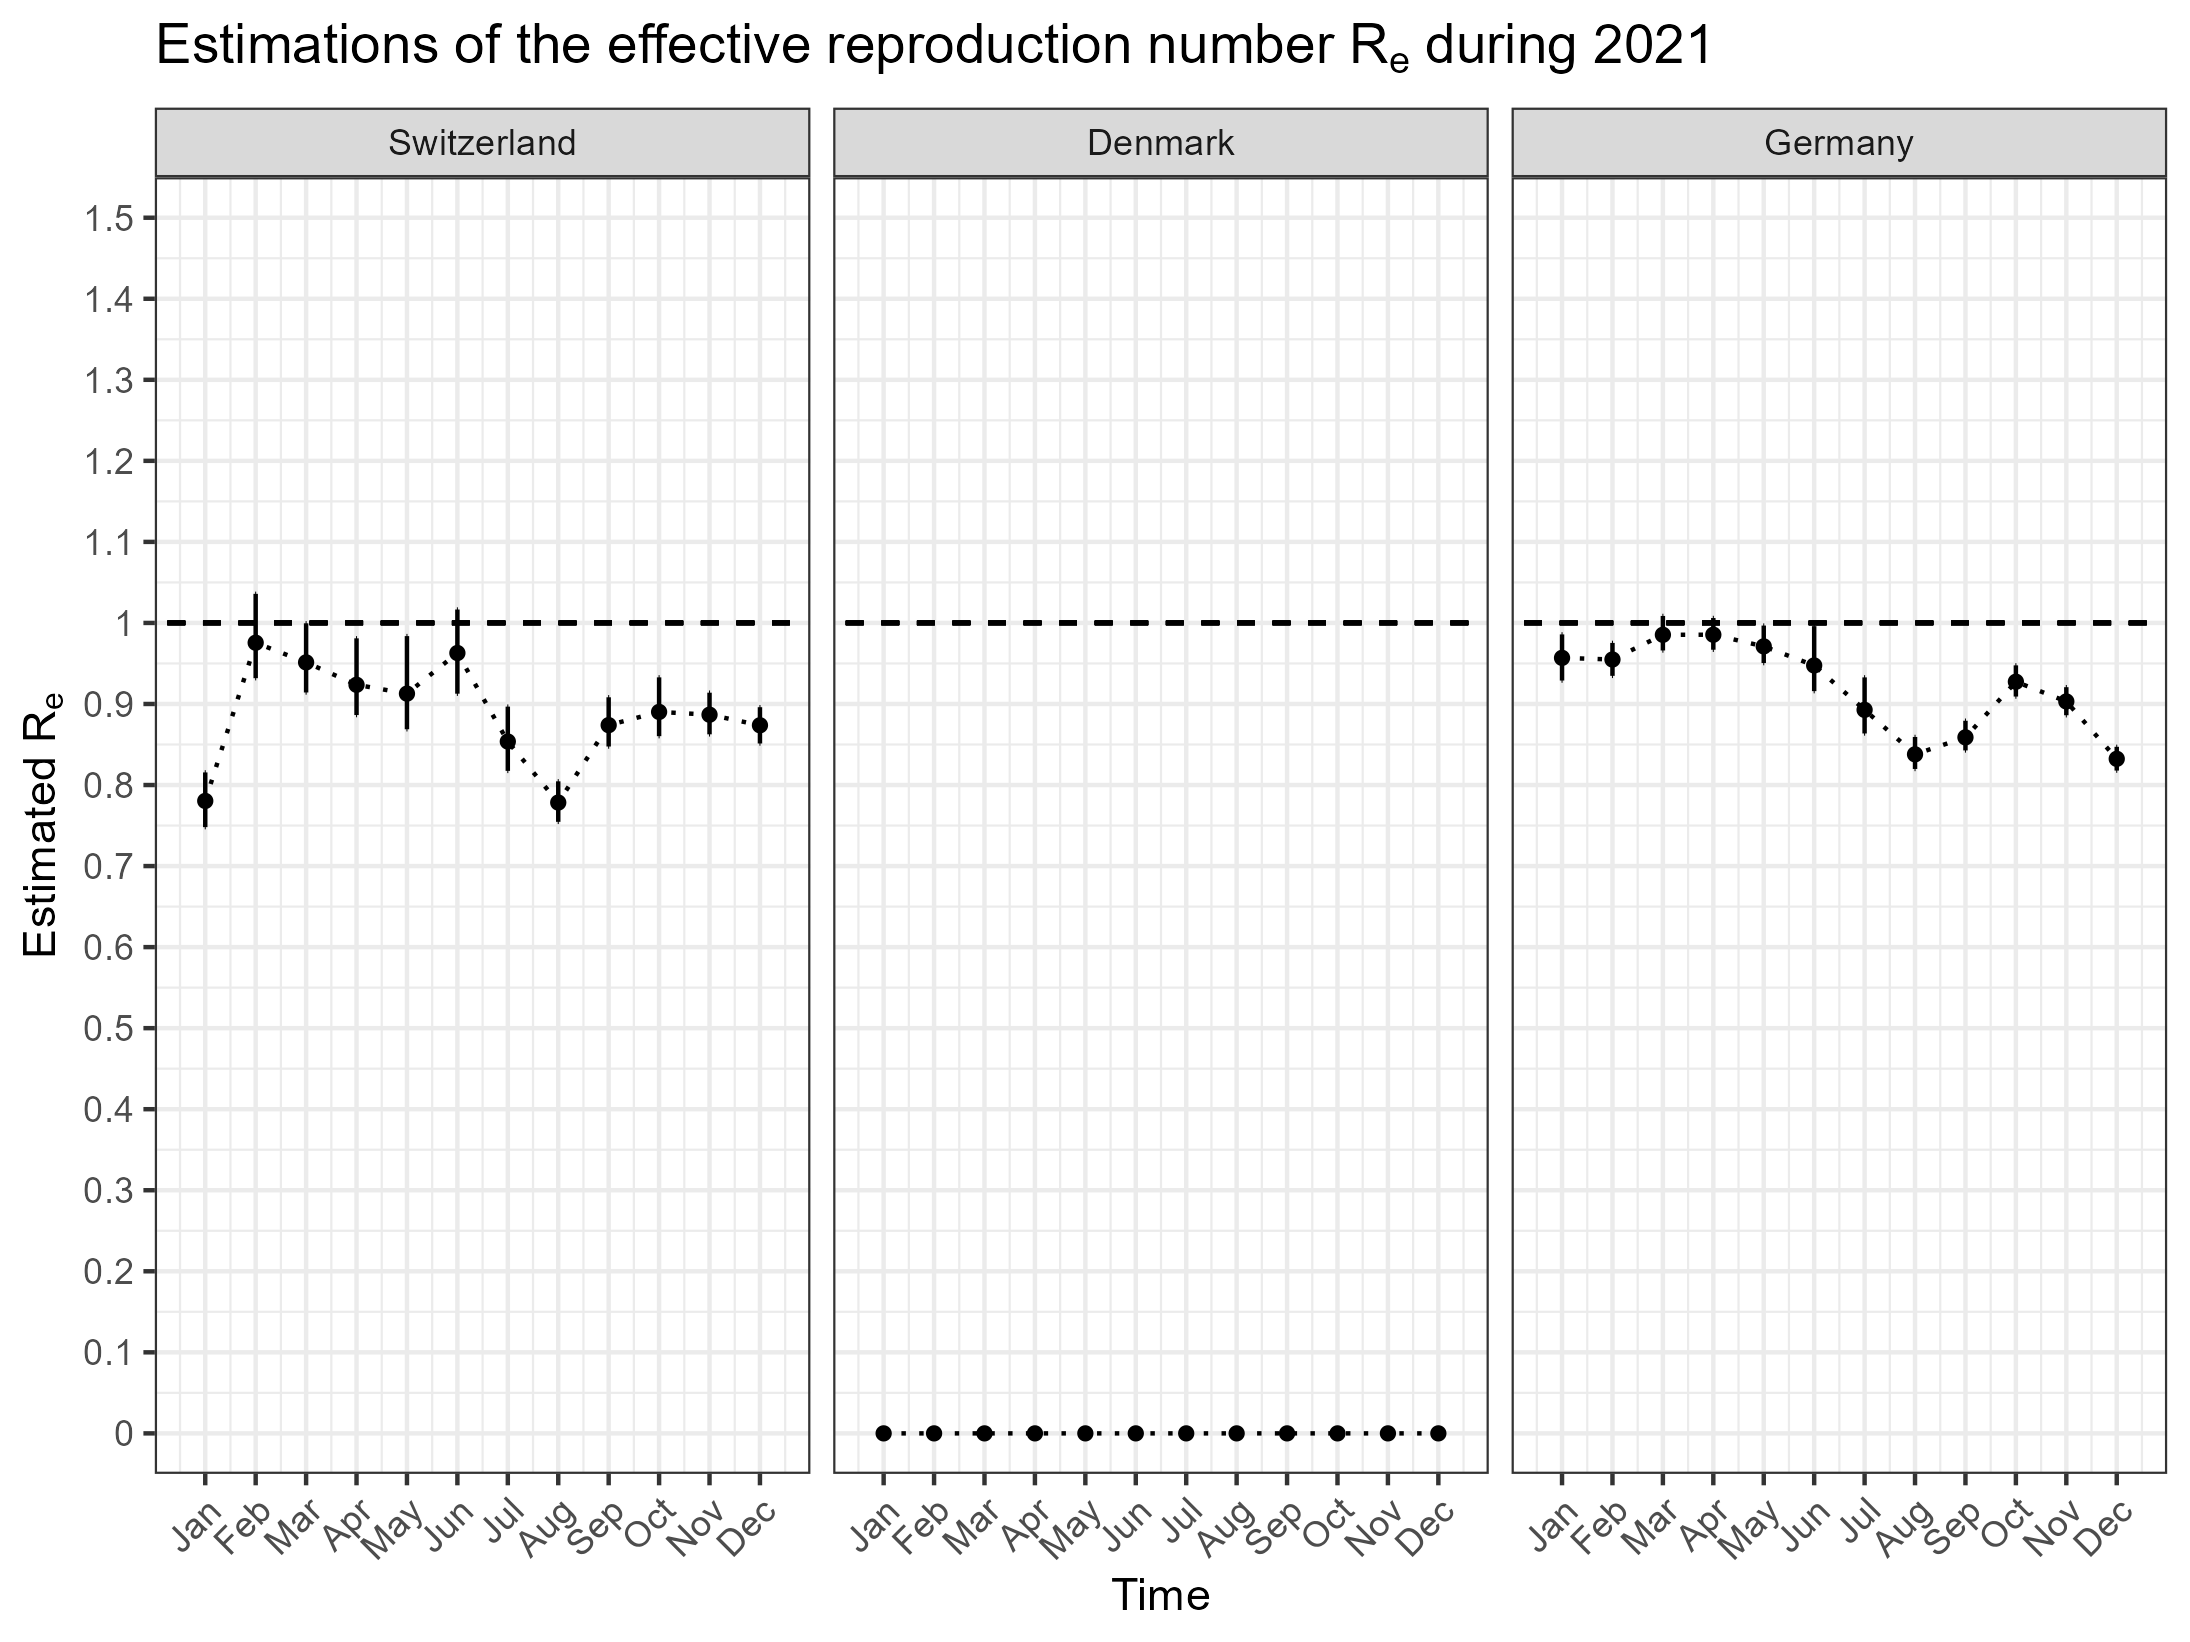 Estimations of the effective reproduction number Re during 2021
Switzerland Denmark Germany
1.5
1.4
1.3
1.2
1.1
1
0.9
0.8
0.7
0.6
0.5
0.4
0.3
0.2
0.1
0
Estimated Re
Jan Feb Mar Apr May Jun Jul Aug Sep Oct Nov Dec
Jan Feb Mar Apr May Jun Jul Aug Sep Oct Nov Dec
Jan Feb Mar Apr May Jun Jul Aug Sep Oct Nov Dec
Time